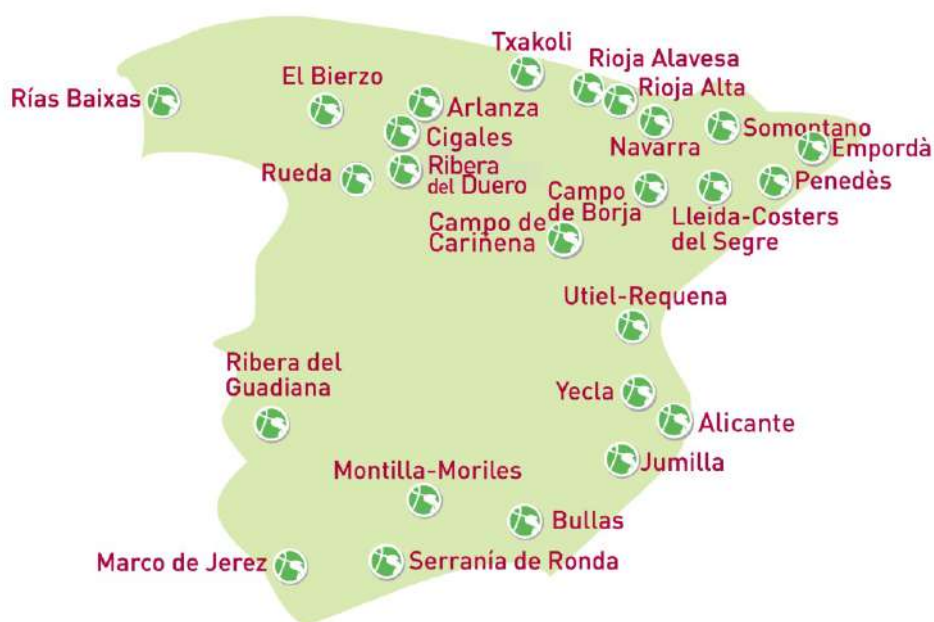 Txakoli
Rioja Alavesa
El Bierzo
Rioja Alta
Rías Baixas
Arlanza
Cigales
Somontano
Navarra
Empordà
Rueda
Ribera
del Duero
Penedès
Campo
de Borja
Lleida-Costers
del Segre
Campo de
Cariñena
Utiel-Requena
Ribera del
Guadiana
Yecla
Alicante
Jumilla
Montilla-Moriles
Bullas
Marco de Jerez
Serranía de Ronda